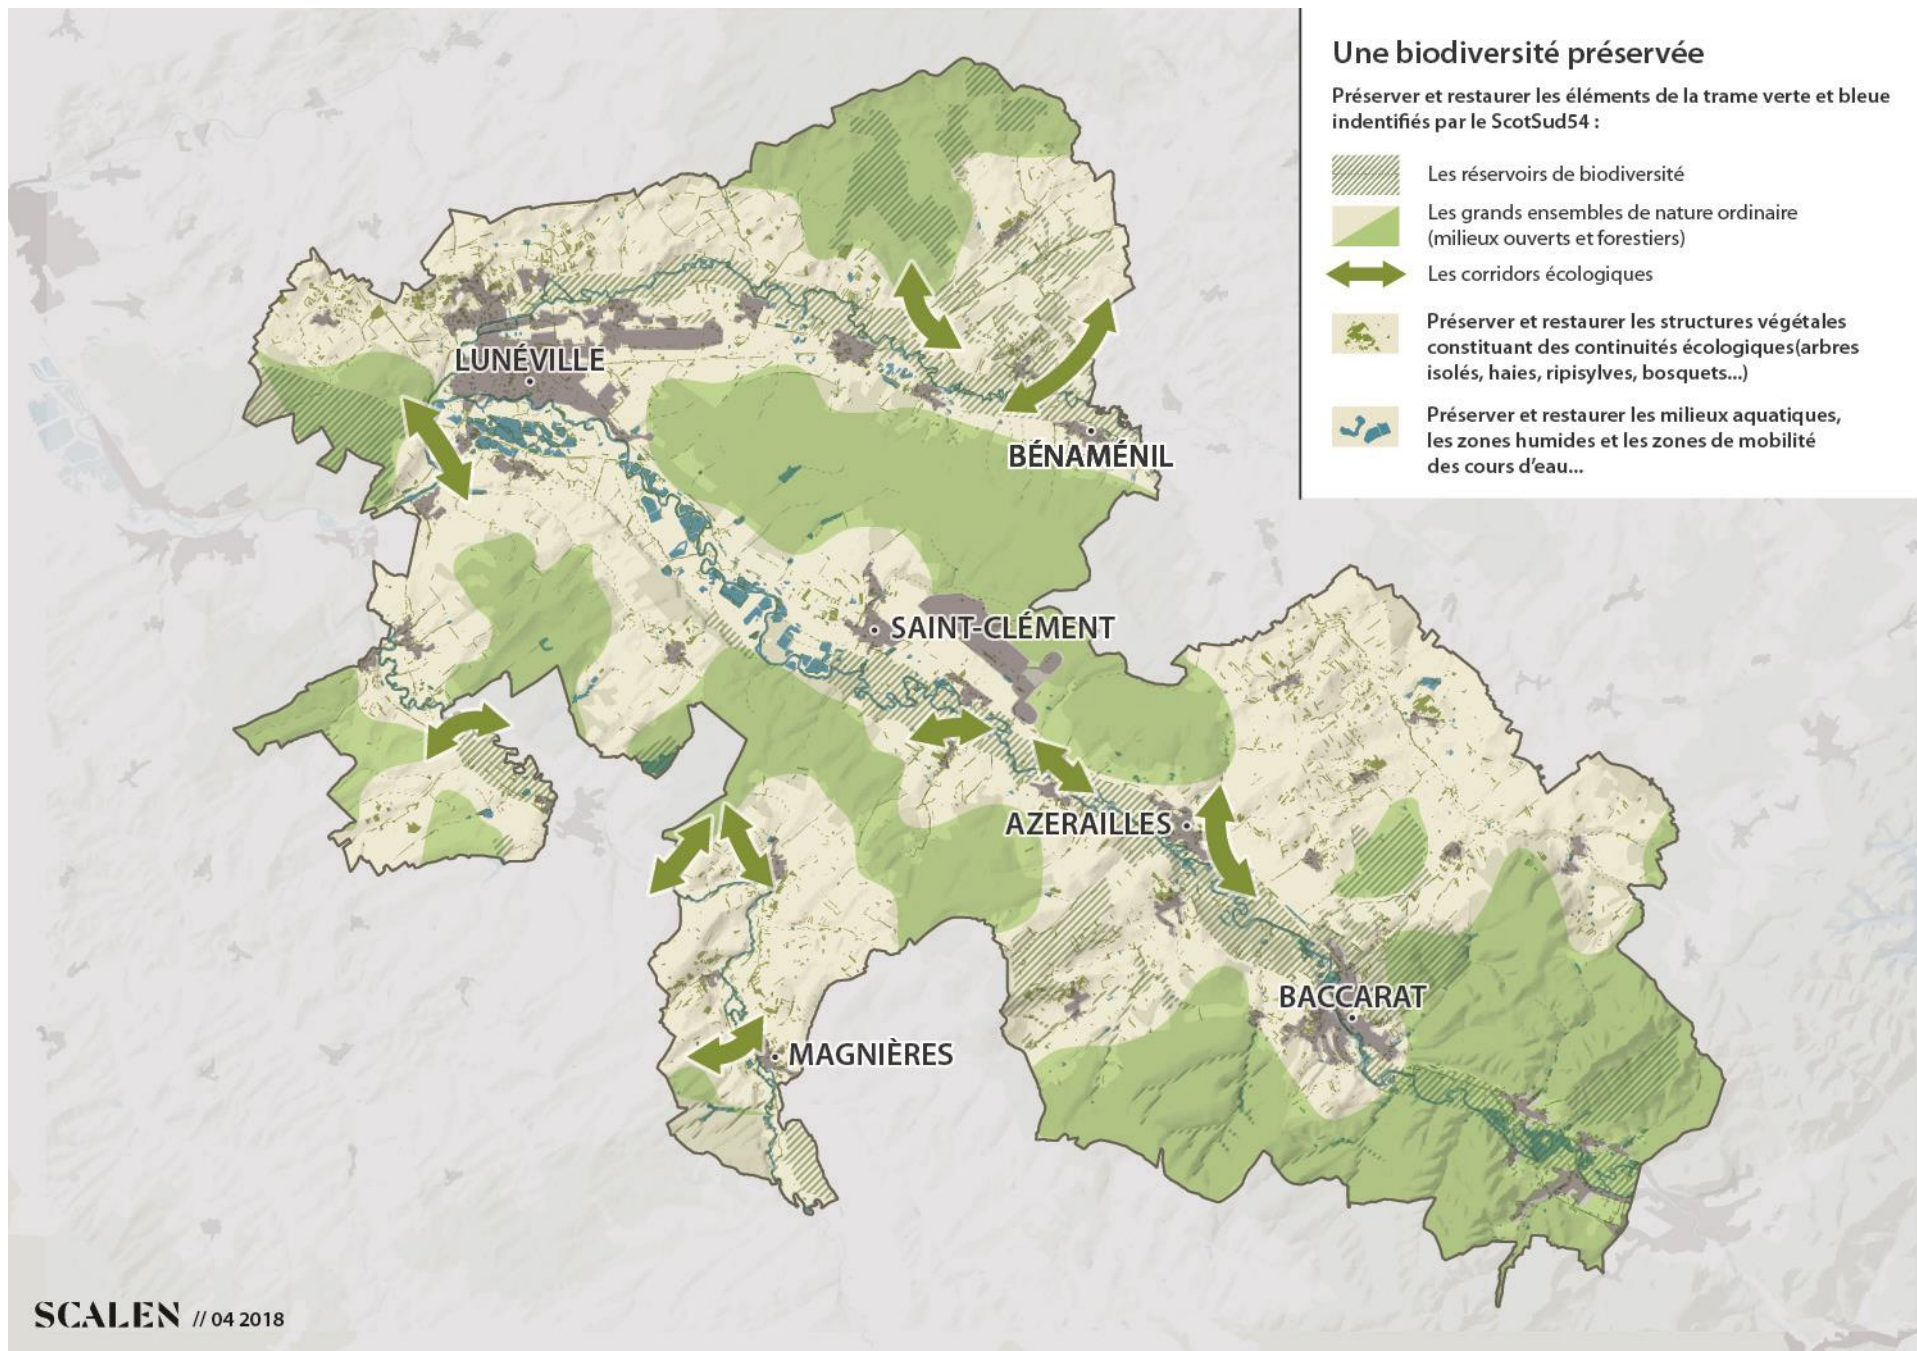 Une biodiversité préservée
Préserver et restaurer les éléments de la trame verte et bleue
indentifiés par le ScotSud54 :
Les réservoirs de biodiversité
Les grands ensembles de nature ordinaire
(milieux ouverts et forestiers)
Les corridors écologiques
Préserver et restaurer les structures végétales
constituant des continuités écologiques(arbres
isolés, haies, ripisylves, bosquets...)
Préserver et restaurer les milieux aquatiques,
les zones humides et les zones de mobilité
des cours d'eau...
LUNÉVILLE
BÉNAMÉNIL
SAINT-CLÉMENT
AZERAILLES
BACCARAT
MAGNIÈRES
SCALEN // 04 2018